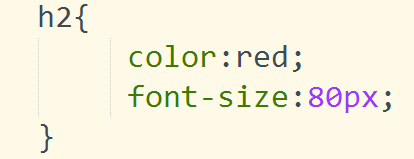 h2{
color:red;
font-size:80px;
}